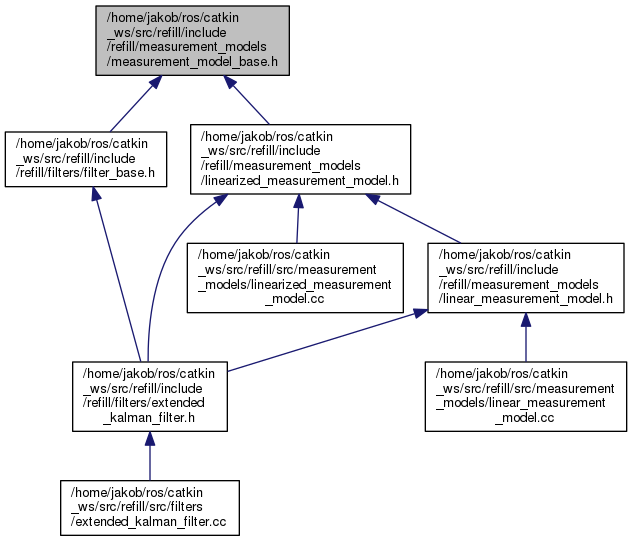 /home/jakob/ros/catkin
_ws/src/refill/include
/refill/measurement_models
/measurement_model_base.h
/home/jakob/ros/catkin
_ws/src/refill/include
/refill/filters/filter_base.h
/home/jakob/ros/catkin
_ws/src/refill/include
/refill/measurement_models
/linearized_measurement_model.h
/home/jakob/ros/catkin
_ws/src/refill/src/measurement
_models/linearized_measurement
_model.cc
/home/jakob/ros/catkin
_ws/src/refill/include
/refill/measurement_models
/linear_measurement_model.h
/home/jakob/ros/catkin
_ws/src/refill/include
/refill/filters/extended
_kalman_filter.h
/home/jakob/ros/catkin
_ws/src/refill/src/measurement
_models/linear_measurement
_model.cc
/home/jakob/ros/catkin
_ws/src/refill/src/filters
/extended_kalman_filter.cc